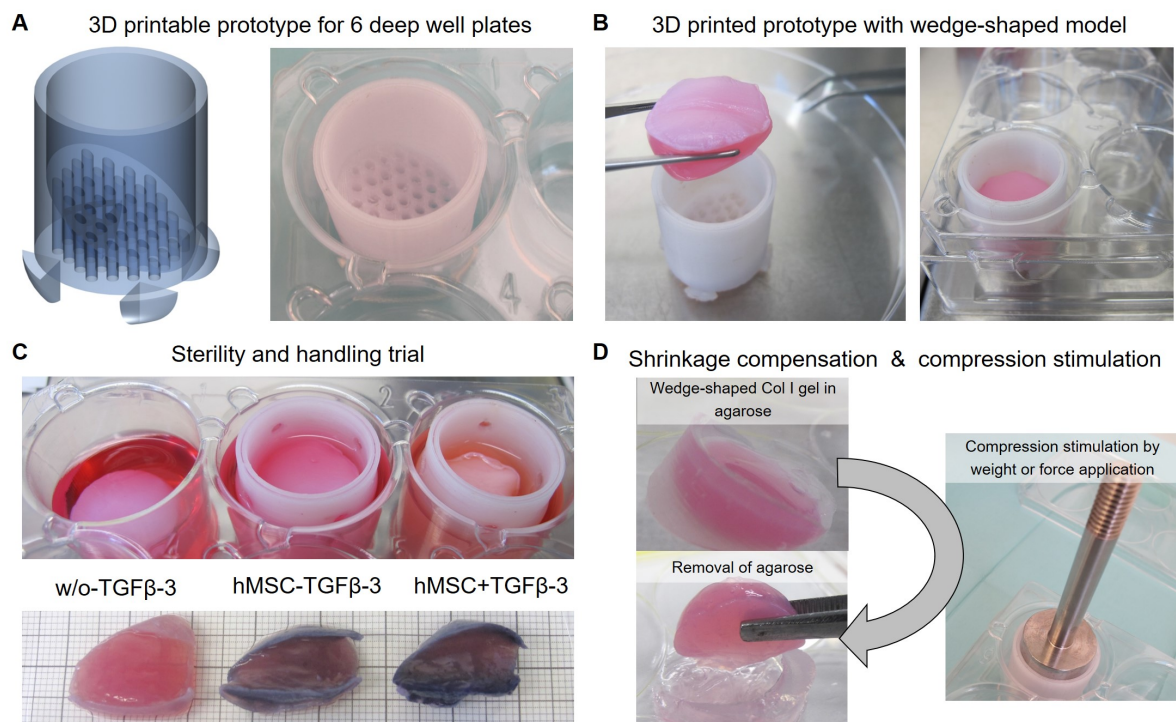 A
3D printable prototype for 6 deep well plates
4
B
3D printed prototype with wedge-shaped model
C
Sterility and handling trial
w/o-TGFβ-3
hMSC-TGFβ-3
hMSC+TGFβ-3
D
Shrinkage compensation & compression stimulation
Wedge-shaped Col I gel in
agarose
Removal of agarose
Compression stimulation by
weight or force application